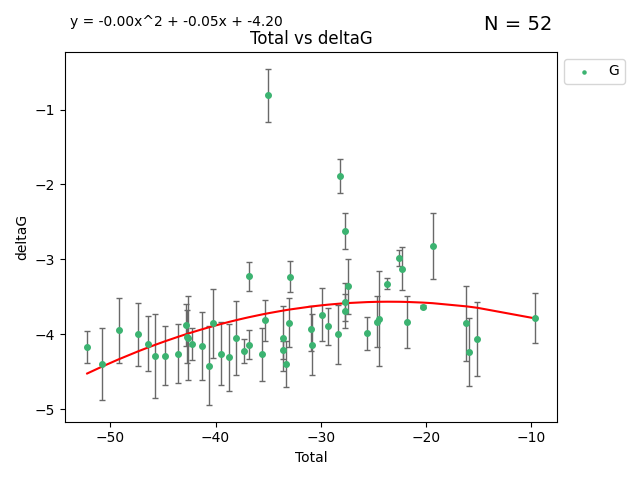 y = -0.00x^2 + -0.05x + -4.20
N = 52
Total vs deltaG
G
−1
−2
−3
−4
−5
deltaG
−50 −40 −30 −20 −10
Total